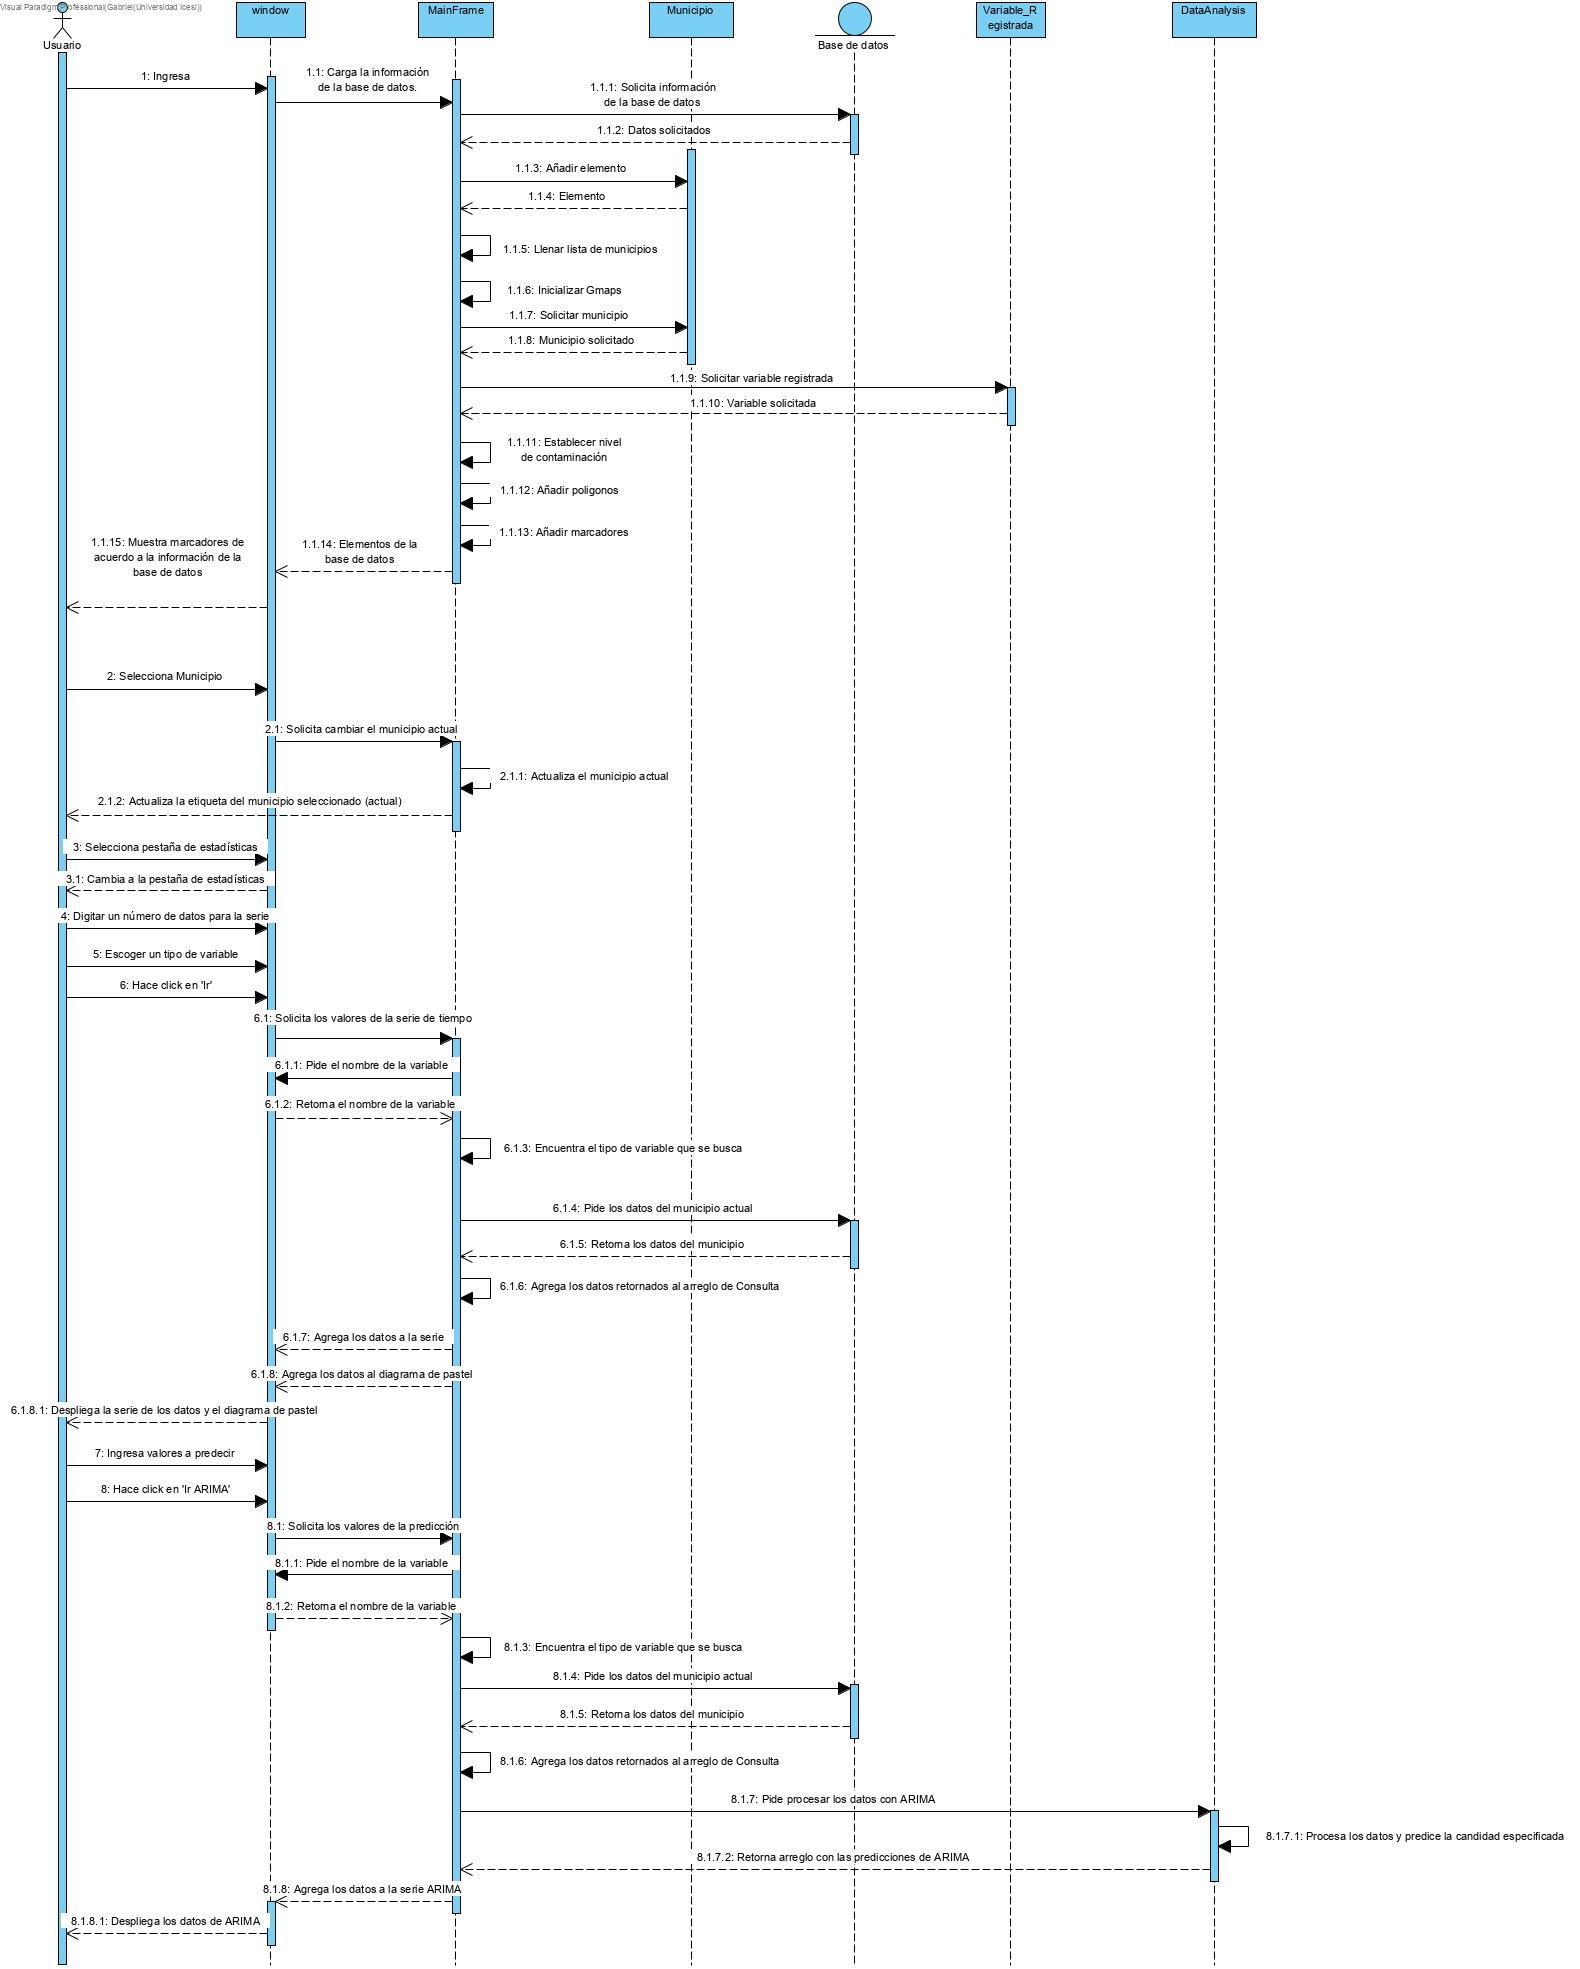 Visual Paradigm Professional(Gabriel(Universidad Icesi))
Usuario
window
MainFrame
Municipio
Base de datos
Variable_R
egistrada
DataAnalysis
1: Ingresa
1.1: Carga la información
de la base de datos.
1.1.1: Solicita información
de la base de datos
1.1.2: Datos solicitados
1.1.3: Añadir elemento
1.1.4: Elemento
1.1.5: Llenar lista de municipios
1.1.6: Inicializar Gmaps
1.1.7: Solicitar municipio
1.1.8: Municipio solicitado
1.1.9: Solicitar variable registrada
1.1.10: Variable solicitada
1.1.11: Establecer nivel
de contaminación
1.1.12: Añadir poligonos
1.1.13: Añadir marcadores
1.1.14: Elementos de la
base de datos
1.1.15: Muestra marcadores de
acuerdo a la información de la
base de datos
2: Selecciona Municipio
2.1: Solicita cambiar el municipio actual
2.1.1: Actualiza el municipio actual
2.1.2: Actualiza la etiqueta del municipio seleccionado (actual)
3: Selecciona pestaña de estadísticas
3.1: Cambia a la pestaña de estadísticas
4: Digitar un número de datos para la serie
5: Escoger un tipo de variable
6: Hace click en 'Ir'
6.1: Solicita los valores de la serie de tiempo
6.1.1: Pide el nombre de la variable
6.1.2: Retorna el nombre de la variable
6.1.3: Encuentra el tipo de variable que se busca
6.1.4: Pide los datos del municipio actual
6.1.5: Retorna los datos del municipio
6.1.6: Agrega los datos retornados al arreglo de Consulta
6.1.7: Agrega los datos a la serie
6.1.8: Agrega los datos al diagrama de pastel
6.1.8.1: Despliega la serie de los datos y el diagrama de pastel
7: Ingresa valores a predecir
8: Hace click en 'Ir ARIMA'
8.1: Solicita los valores de la predicción
8.1.1: Pide el nombre de la variable
8.1.2: Retorna el nombre de la variable
8.1.3: Encuentra el tipo de variable que se busca
8.1.4: Pide los datos del municipio actual
8.1.5: Retorna los datos del municipio
8.1.6: Agrega los datos retornados al arreglo de Consulta
8.1.7: Pide procesar los datos con ARIMA
8.1.7.1: Procesa los datos y predice la candidad especificada
8.1.7.2: Retorna arreglo con las predicciones de ARIMA
8.1.8: Agrega los datos a la serie ARIMA
8.1.8.1: Despliega los datos de ARIMA